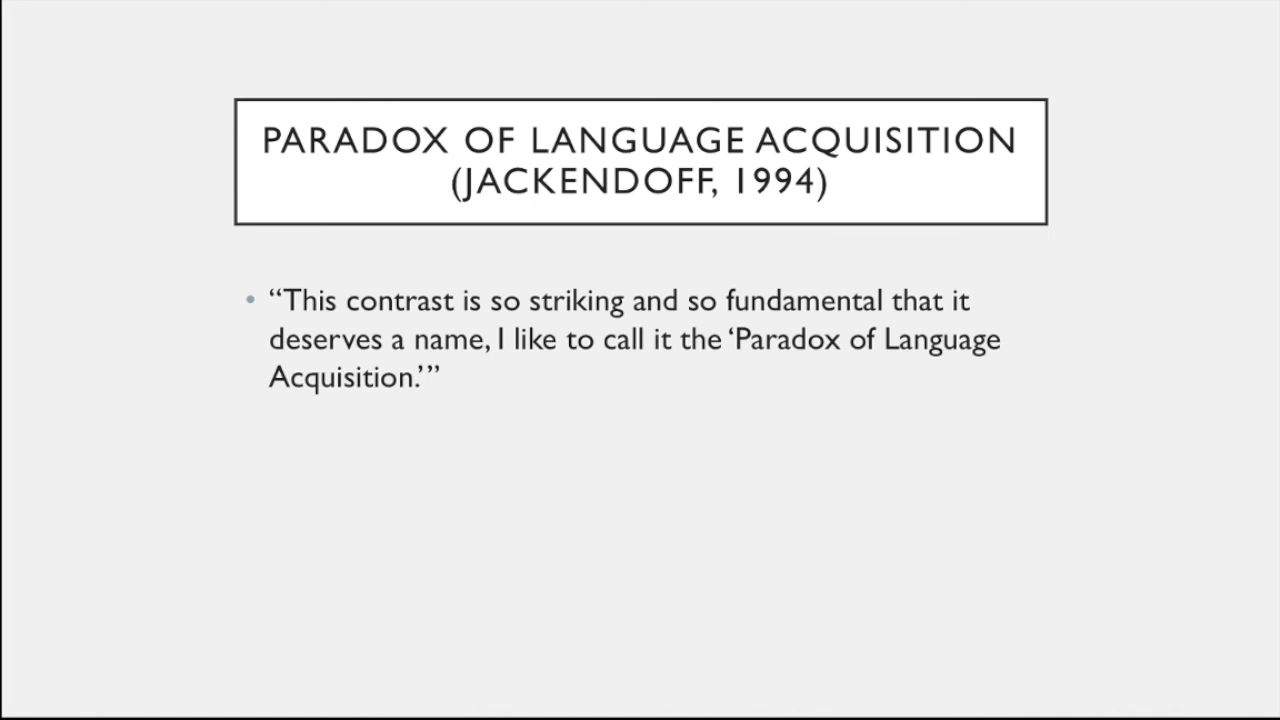 PARADOX OF LANGUAGE ACQUISITION
(JACKENDOFF, 1994)
• “This contrast is so striking and so fundamental that it
deserves a name, I like to call it the ‘Paradox of Language
Acquisition.’”